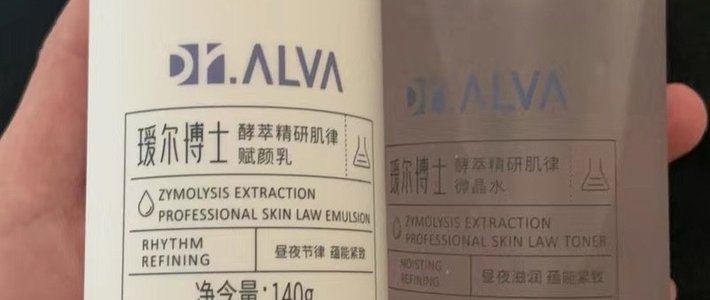 Dr.ALVA
瑷尔博士
酵萃精研肌律
赋颜乳
ZYMOLYSIS EXTRACTION
PROFESSIONAL SKIN LAW EMULSION
RHYTHM
REFINING
昼夜节律 蕴能紧致
净含量:140g
Dr.ALVA
瑷尔博士
酵萃精研肌律
微晶水
ZYMOLYSIS EXTRACTION
PROFESSIONAL SKIN LAW TONER
MOISTING
REFINING
昼夜滋润 蕴能紧致